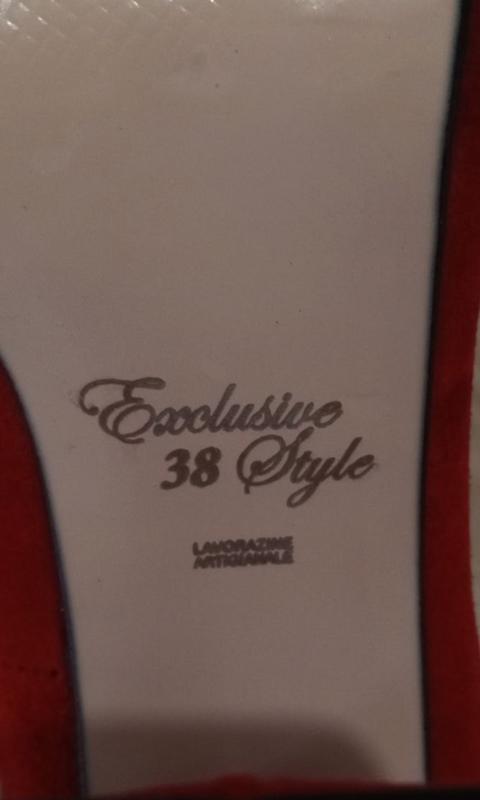 Exclusive
38 Style
LAVORAZINE
ARTIGIANALE